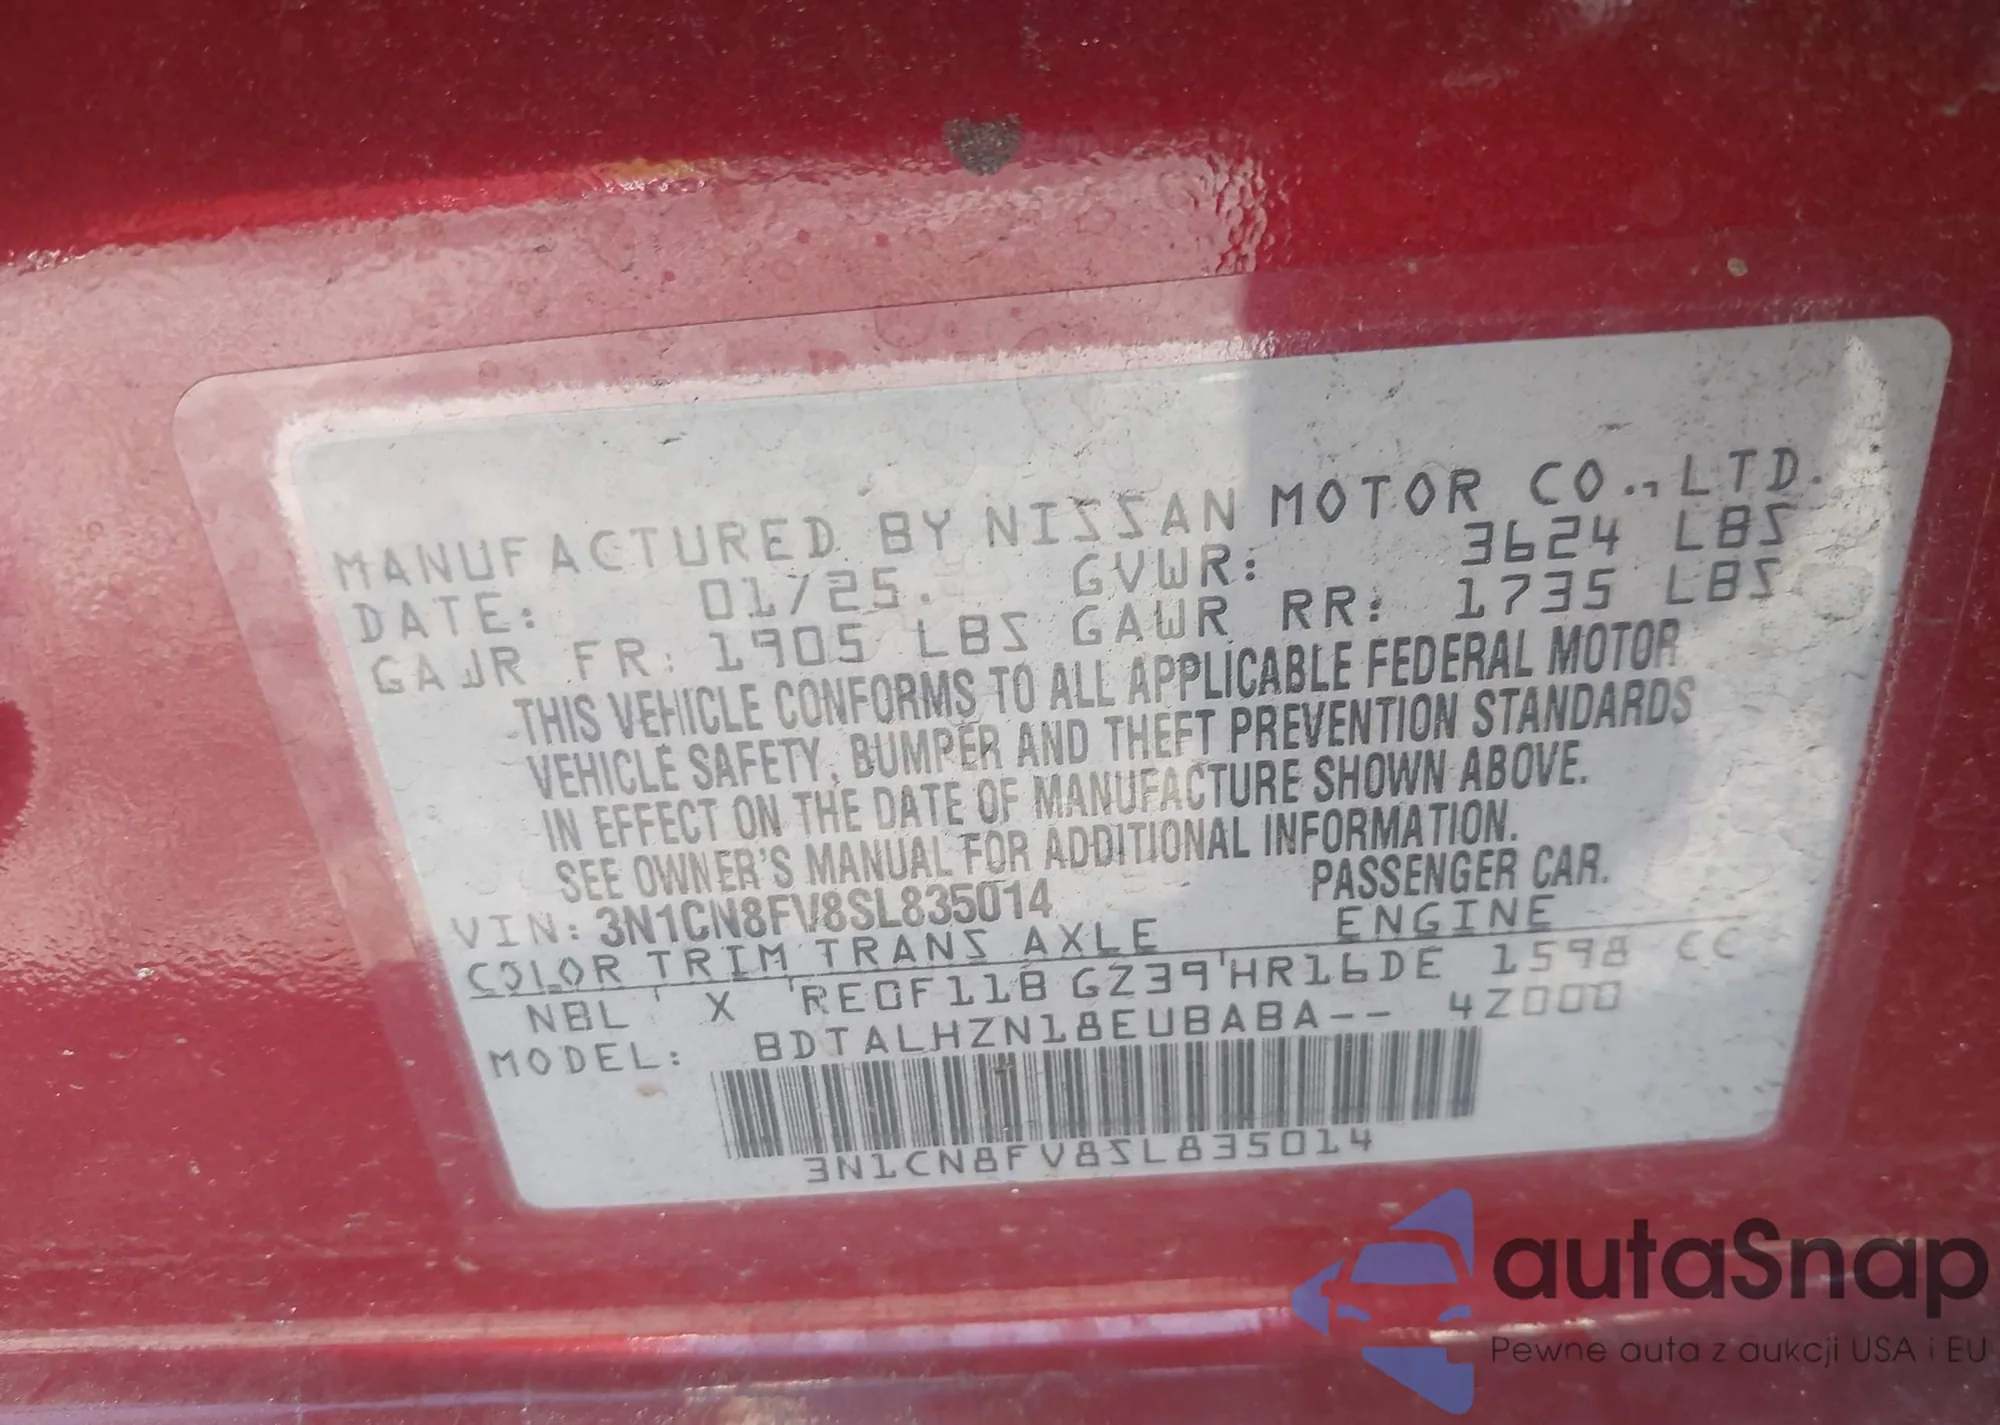 MANUFACTURED BY NISSAN MOTOR CO., LTD.
DATE: 01/25. GVWR: 3624 LBS
GAWR FR: 1905 LBS GAWR RR: 1735 LBS
THIS VEHICLE CONFORMS TO ALL APPLICABLE FEDERAL MOTOR
VEHICLE SAFETY, BUMPER AND THEFT PREVENTION STANDARDS
IN EFFECT ON THE DATE OF MANUFACTURE SHOWN ABOVE.
SEE OWNER'S MANUAL FOR ADDITIONAL INFORMATION.
VIN: 3N1CN8FV8SL835014 PASSENGER CAR.
COLOR TRIM TRANS AXLE ENGINE
NBL X RE0F11B GZ39 HR16DE 1598 CC
MODEL: BDTALHZN18EUBABA-- 4Z000
3N1CN8FV8SL835014
autaSnap
Pewne auta z aukcji USA i EU